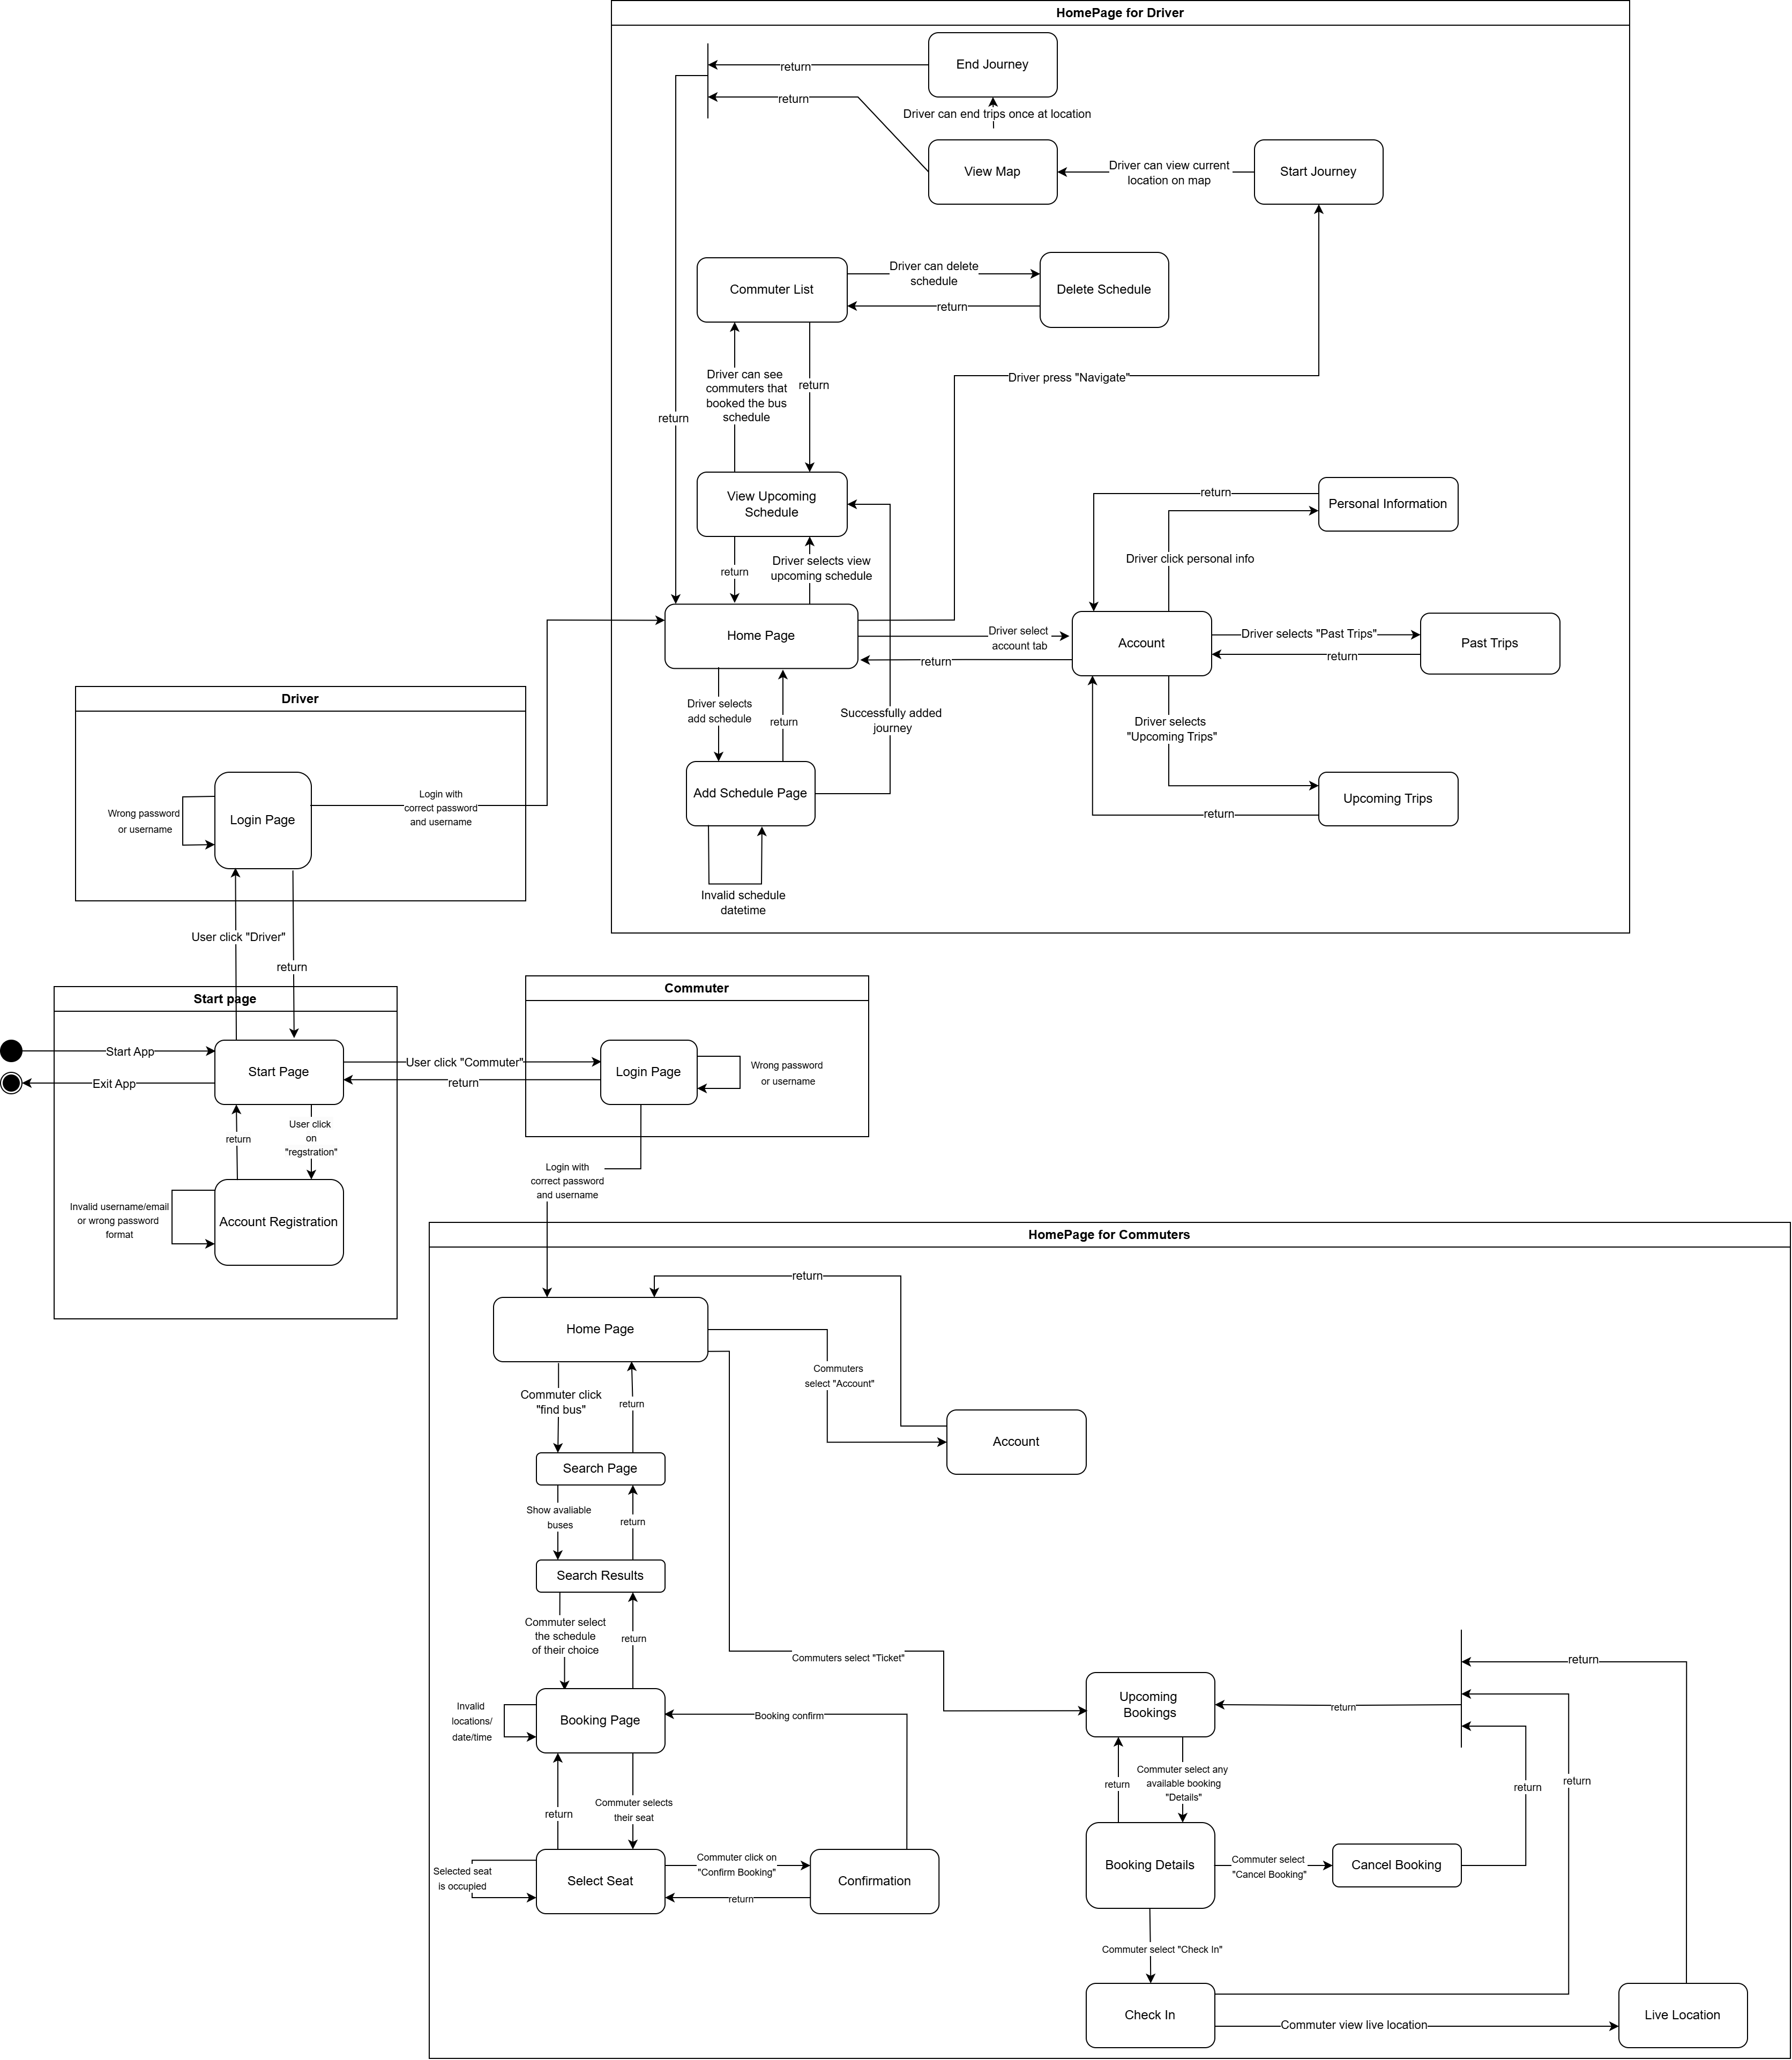 HomePage for Driver
End Journey
return
return
Driver can end trips once at location
View Map
Driver can view current
location on map
Start Journey
Commuter List
Driver can delete
schedule
Delete Schedule
return
Driver can see
commuters that
booked the bus
schedule
return
Driver press "Navigate"
return
View Upcoming
Schedule
return
Personal Information
Driver selects view
upcoming schedule
return
Driver click personal info
Home Page
Driver select
account tab
return
Account
Driver selects "Past Trips"
return
Past Trips
Driver selects
add schedule
return
Successfully added
journey
Driver selects
"Upcoming Trips"
Add Schedule Page
Upcoming Trips
return
Invalid schedule
datetime
Driver
Login Page
Wrong password
or username
Login with
correct password
and username
User click "Driver"
return
Start page
Start App
Exit App
Start Page
User click "Commuter"
return
return
User click
on
"regstration"
Invalid username/email
or wrong password
format
Account Registration
Commuter
Login Page
Wrong password
or username
Login with
correct password
and username
HomePage for Commuters
return
Home Page
Commuters
select "Account"
Commuter click
"find bus"
return
Account
Search Page
Show avaliable
buses
return
Search Results
Commuter select
the schedule
of their choice
return
Commuters select "Ticket"
Invalid
locations/
date/time
Booking Page
Booking confirm
Upcoming
Bookings
return
return
return
Commuter select any
available booking
"Details"
return
return
return
Commuter selects
their seat
Selected seat
is occupied
Select Seat
Commuter click on
"Confirm Booking"
return
Confirmation
Booking Details
Commuter select
"Cancel Booking"
Cancel Booking
Commuter select "Check In"
Check In
Commuter view live location
Live Location